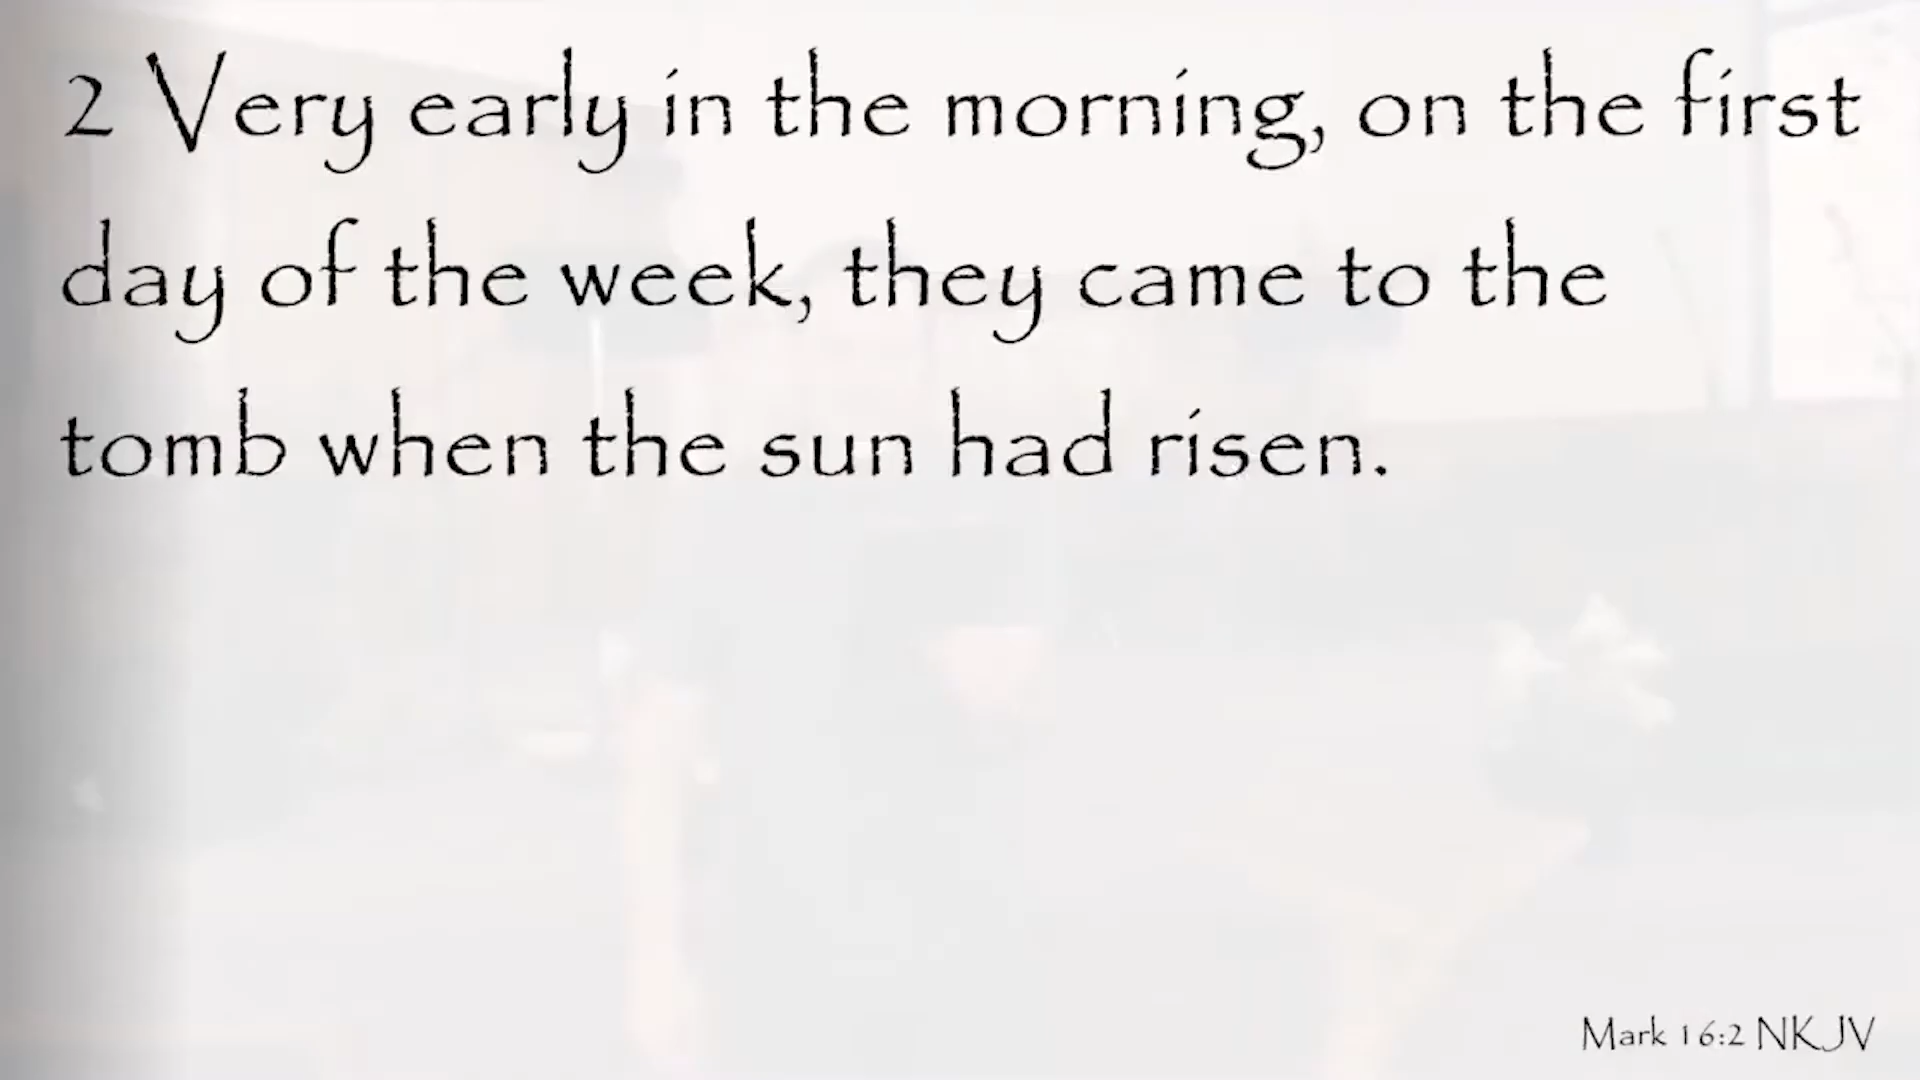 2 Very early in the morning, on the first
day of the week, they came to the
tomb when the sun had risen.
Mark 16:2 NKJV